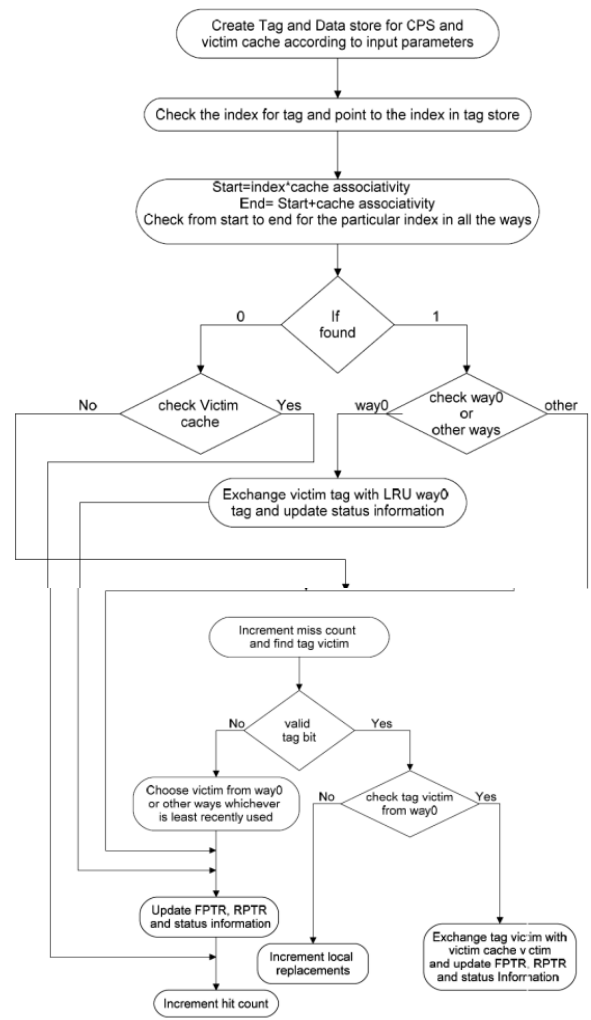 Create Tag and Data store for CPS and
victim cache according to input parameters
Check the index for tag and point to the index in tag store
Start=index*cache associativity
End= Start+cache associativity
Check from start to end for the particular index in all the ways
If
found
0
1
check Victim
cache
No
Yes
check way0
or
other ways
way0
other
Exchange victim tag with LRU way0
tag and update status information
Increment miss count
and find tag victim
valid
tag bit
No
Yes
Choose victim from way0
or other ways whichever
is least recently used
check tag victim
from way0
No
Yes
Update FPTR, RPTR
and status information
Increment local
replacements
Exchange tag victim with
victim cache victim
and update FPTR, RPTR
and status Information
Increment hit count